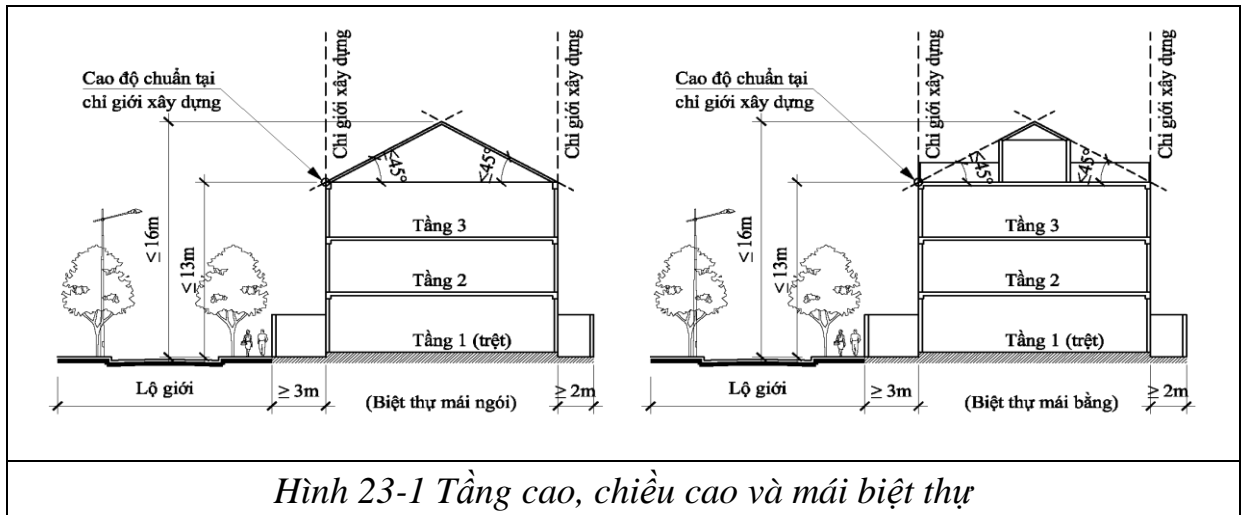 Cao độ chuẩn tại
chỉ giới xây dựng
Chỉ giới xây dựng
Chỉ giới xây dựng
≤45°
≤45°
≤16m
≤13m
Tầng 3
Tầng 2
Tầng 1 (trệt)
Lộ giới
≥ 3m
(Biệt thự mái ngói)
≥ 2m
Cao độ chuẩn tại
chỉ giới xây dựng
Chỉ giới xây dựng
Chỉ giới xây dựng
≤45°
≤45°
≤16m
≤13m
Tầng 3
Tầng 2
Tầng 1 (trệt)
Lộ giới
≥ 3m
(Biệt thự mái bằng)
≥ 2m
Hình 23-1 Tầng cao, chiều cao và mái biệt thự